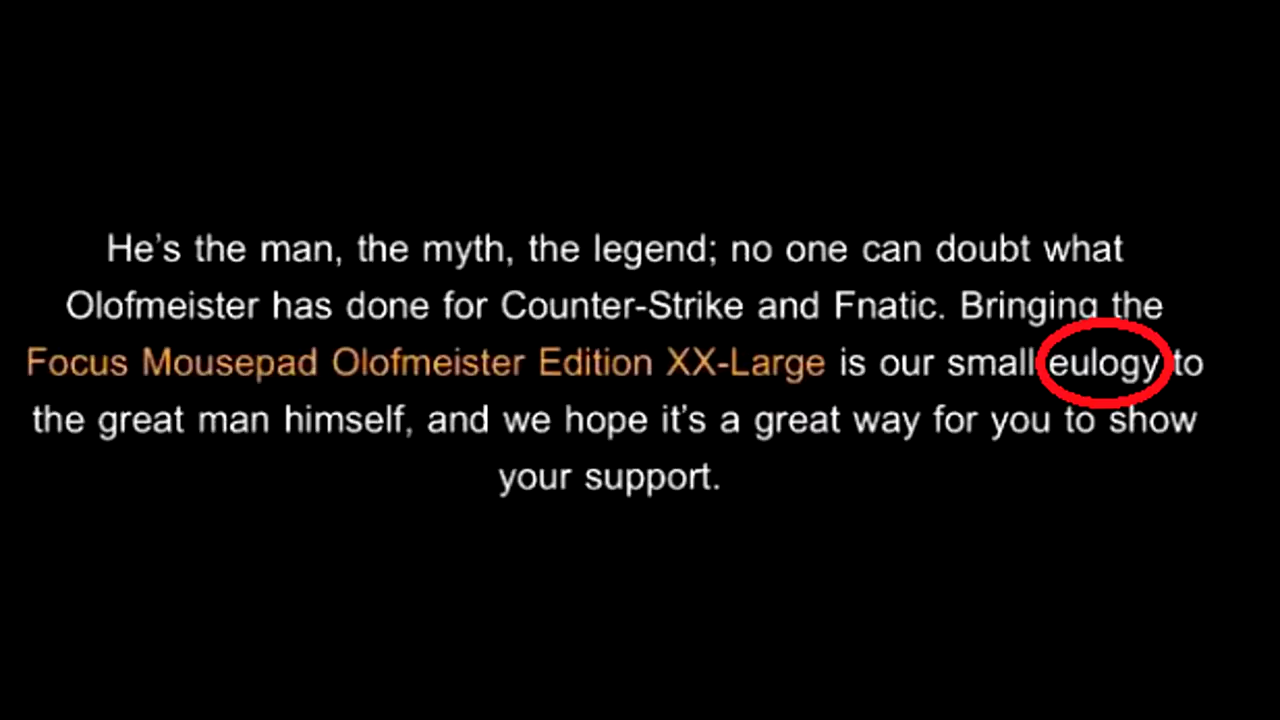 He’s the man, the myth, the legend; no one can doubt what
Olofmeister has done for Counter-Strike and Fnatic. Bringing the
Focus Mousepad Olofmeister Edition XX-Large is our small eulogy to
the great man himself, and we hope it’s a great way for you to show
your support.